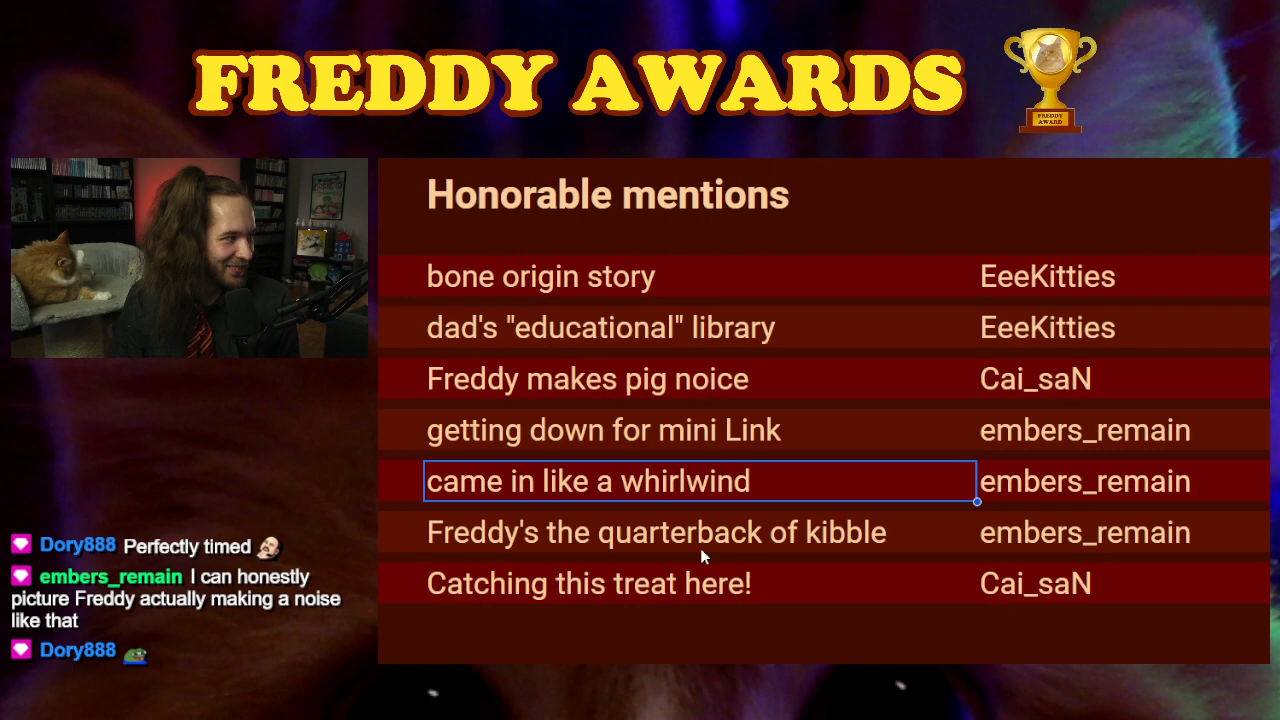 FREDDY AWARDS
FREDDY
AWARD
Honorable mentions
bone origin story EeeKitties
dad's "educational" library EeeKitties
Freddy makes pig noice Cai_saN
getting down for mini Link embers_remain
came in like a whirlwind embers_remain
Freddy's the quarterback of kibble embers_remain
Catching this treat here! Cai_saN
Dory888 Perfectly timed
embers_remain I can honestly
picture Freddy actually making a noise
like that
Dory888